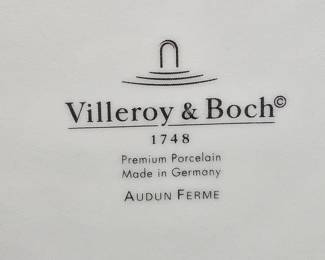 Villeroy & Boch©
1748
Premium Porcelain
Made in Germany
AUDUN FERME